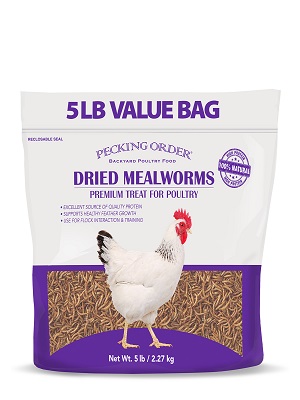 5LB VALUE BAG
RECLOSABLE SEAL
PECKING ORDER®
BACKYARD POULTRY FOOD
DRIED MEALWORMS
PREMIUM TREAT FOR POULTRY
100% NATURAL
• EXCELLENT SOURCE OF QUALITY PROTEIN
• SUPPORTS HEALTHY FEATHER GROWTH
• USE FOR FLOCK INTERACTION & TRAINING
Net Wt. 5 lb / 2.27 kg